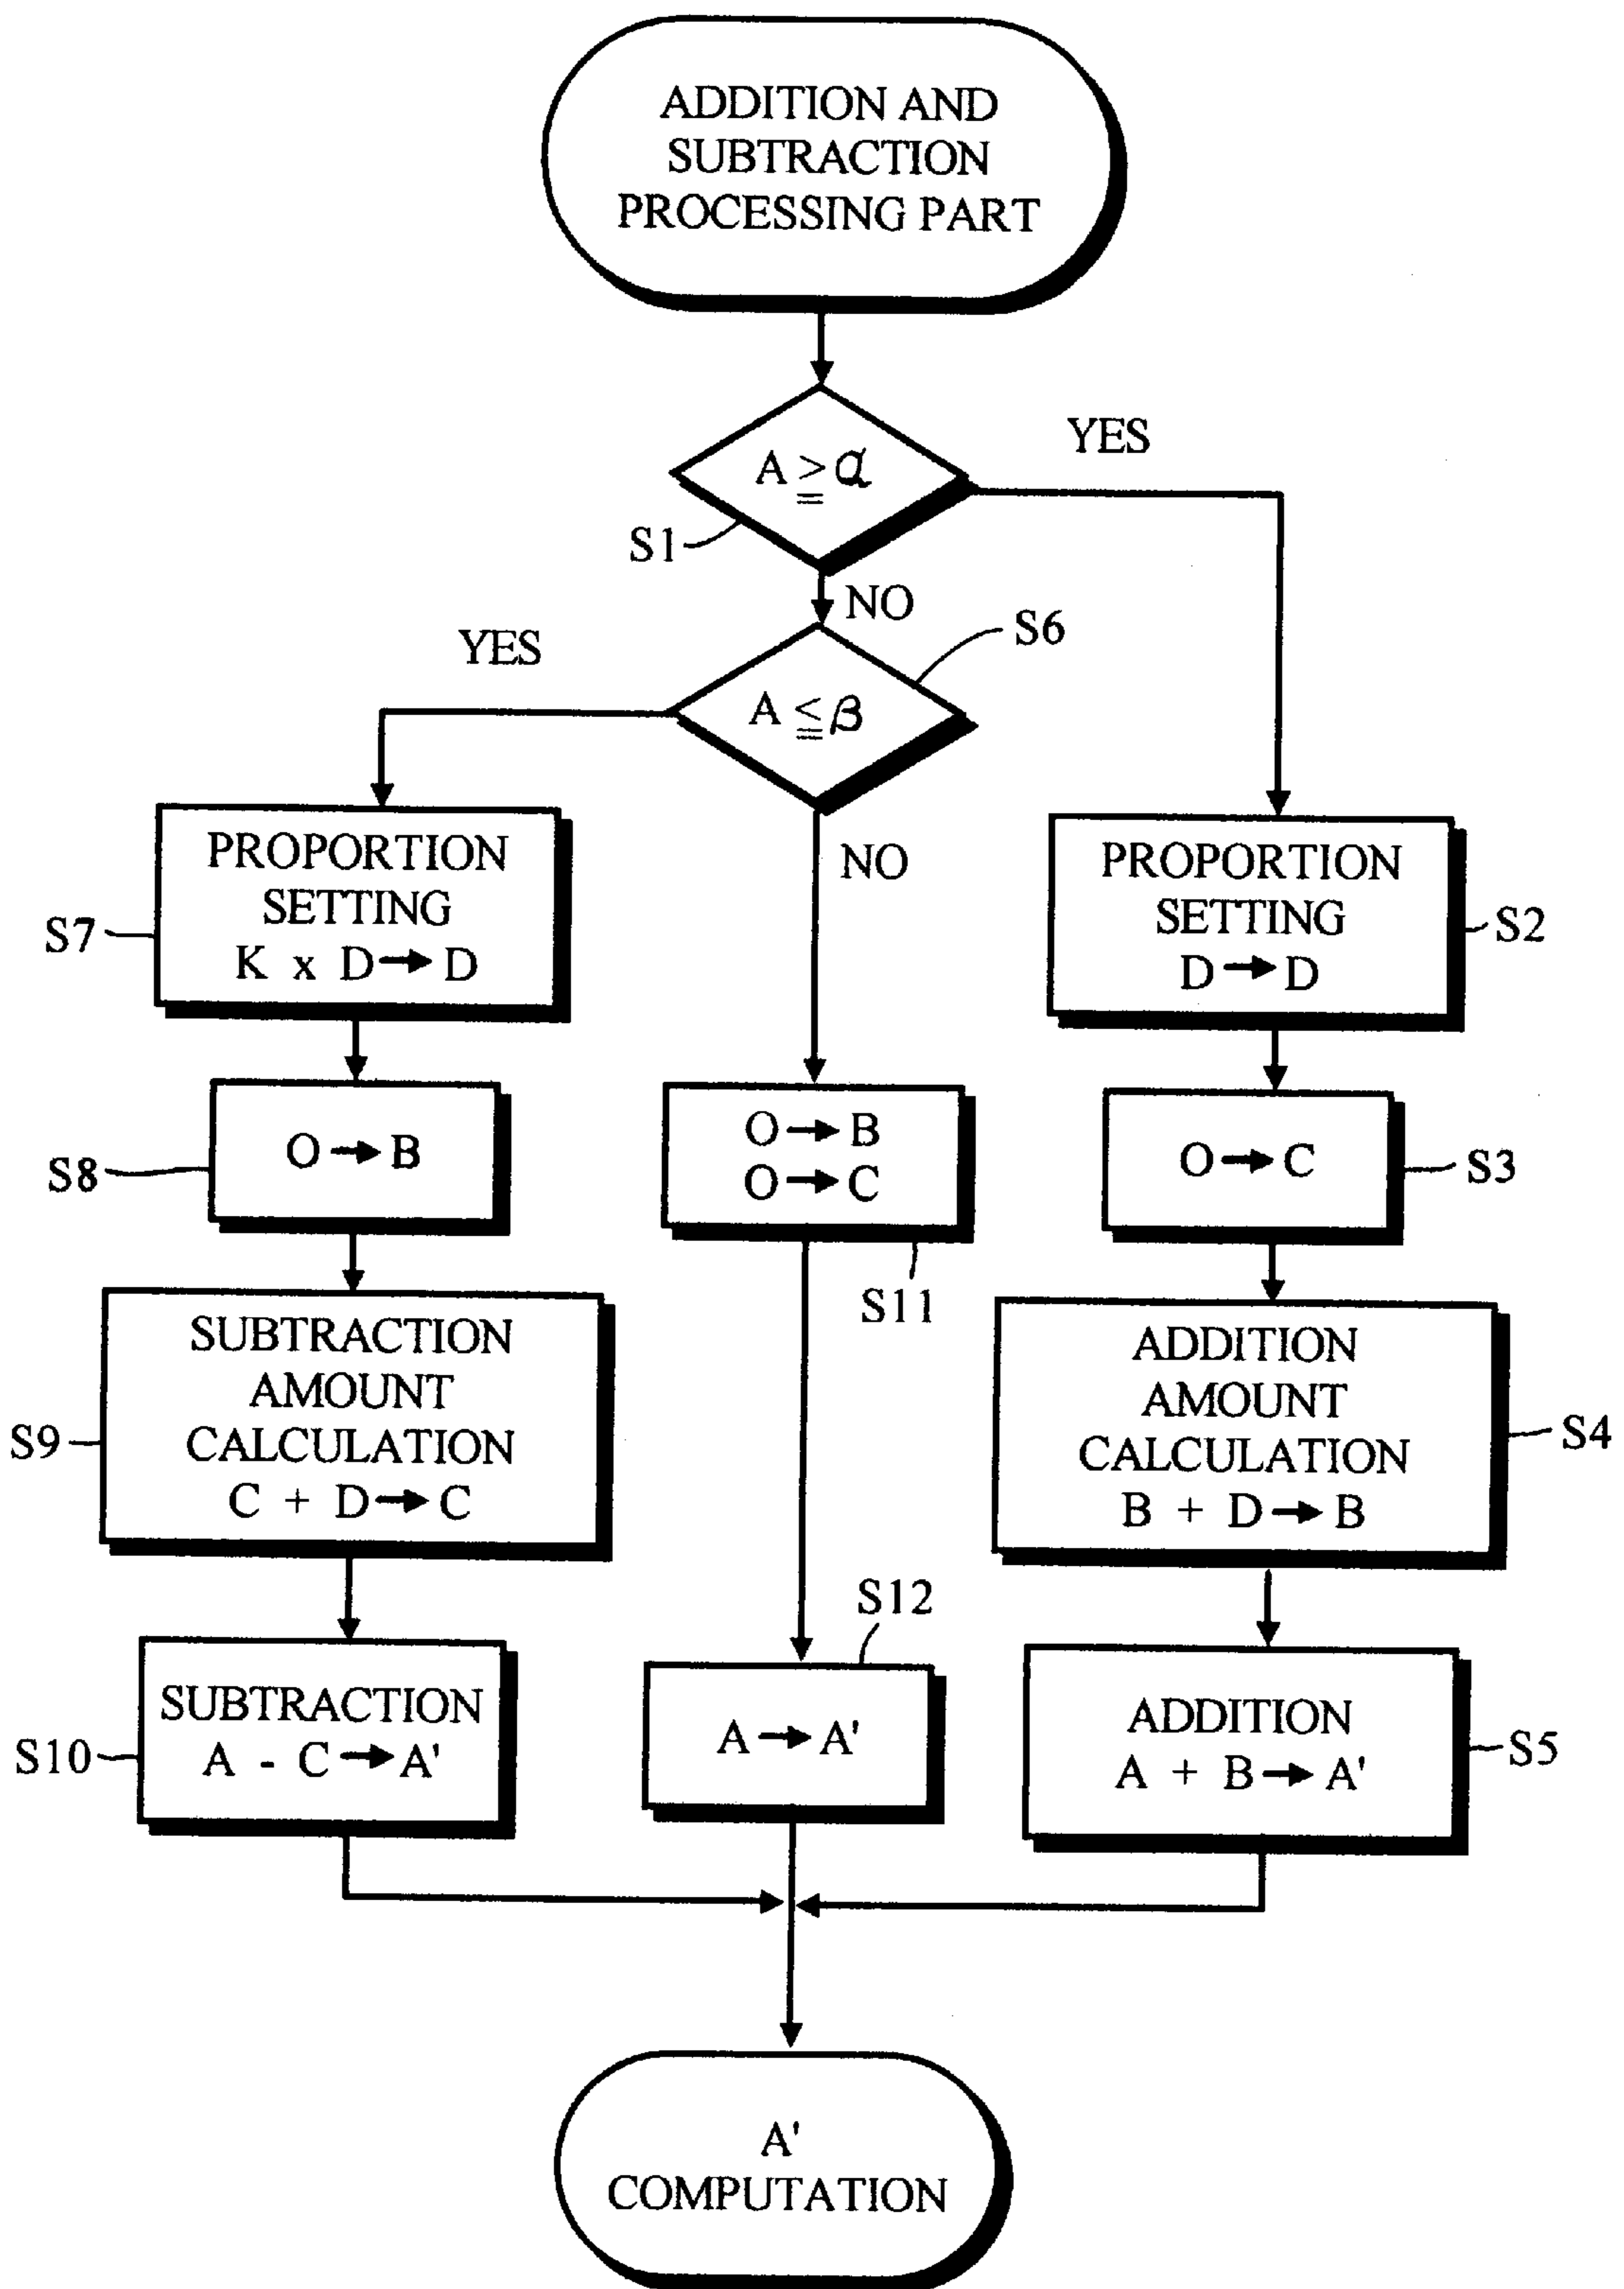 ADDITION AND
SUBTRACTION
PROCESSING PART
A ≧ α
YES
S1
NO
YES
S6
A ≦ β
NO
PROPORTION
SETTING
K x D → D
S7
PROPORTION
SETTING
D → D
S2
O → B
S8
O → B
O → C
S11
O → C
S3
SUBTRACTION
AMOUNT
CALCULATION
C + D → C
S9
ADDITION
AMOUNT
CALCULATION
B + D → B
S4
SUBTRACTION
A - C → A'
S10
S12
A → A'
ADDITION
A + B → A'
S5
A'
COMPUTATION